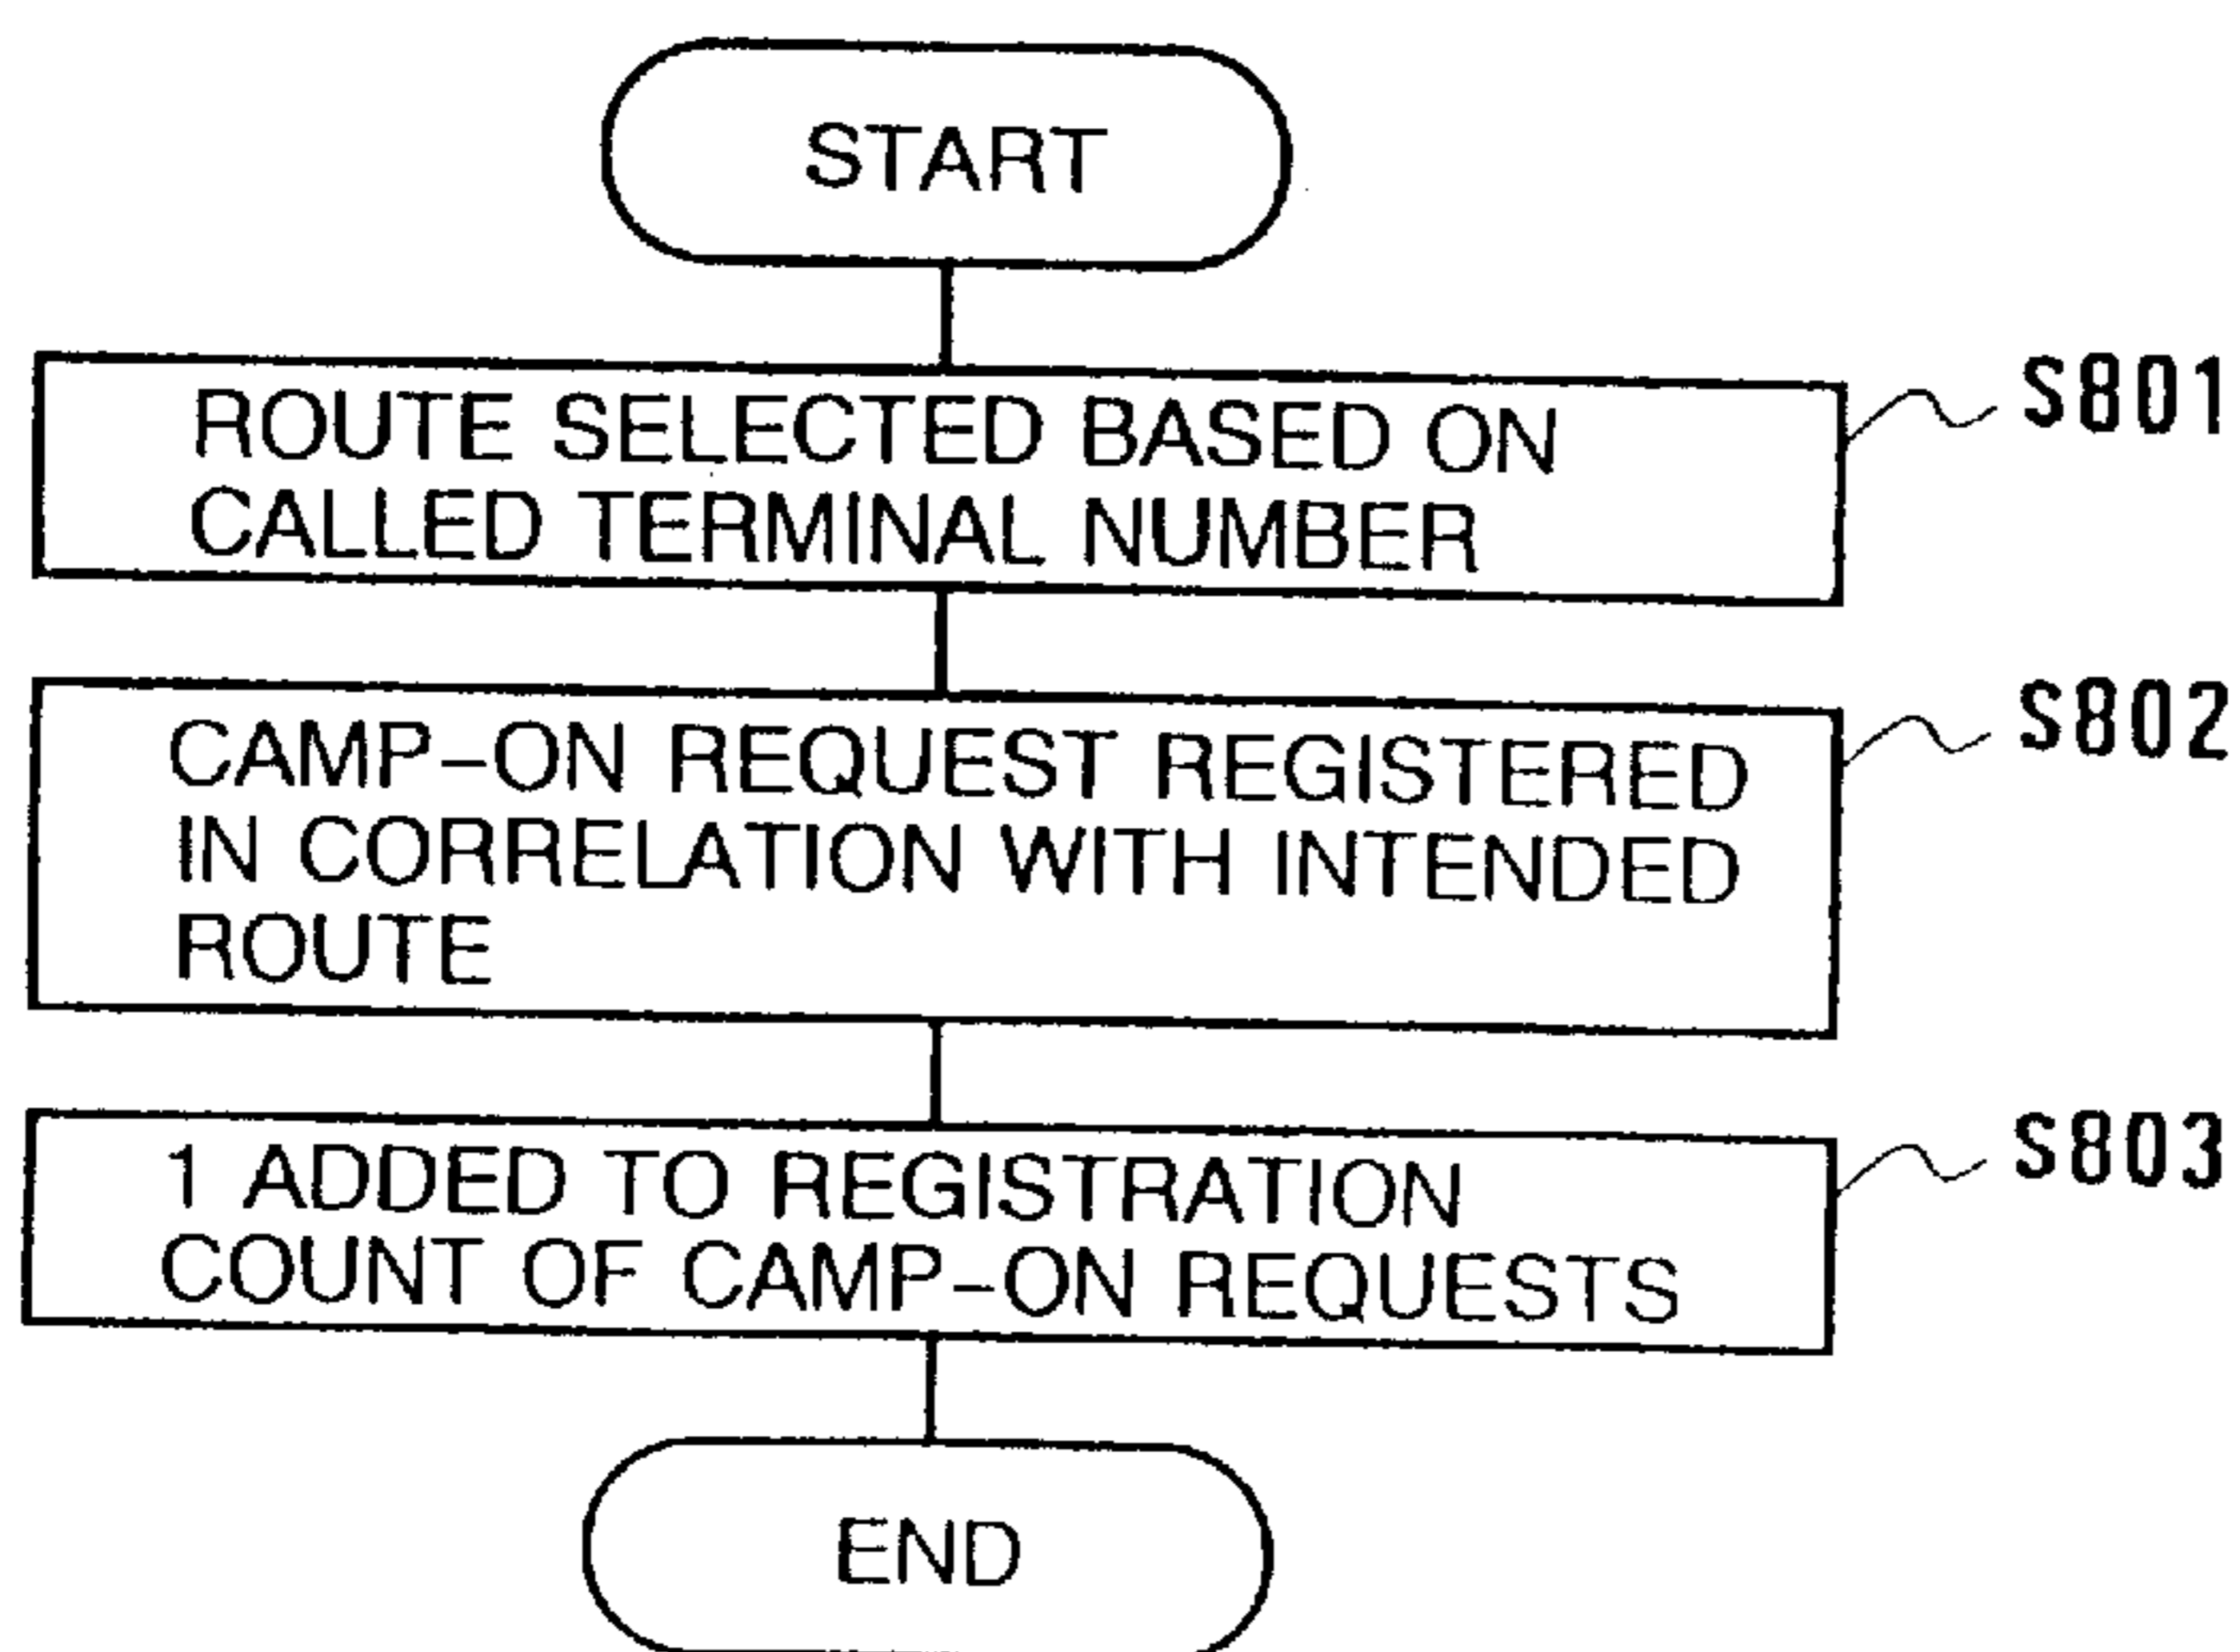 START
ROUTE SELECTED BASED ON
CALLED TERMINAL NUMBER
S801
CAMP-ON REQUEST REGISTERED
IN CORRELATION WITH INTENDED
ROUTE
S802
1 ADDED TO REGISTRATION
COUNT OF CAMP-ON REQUESTS
S803
END